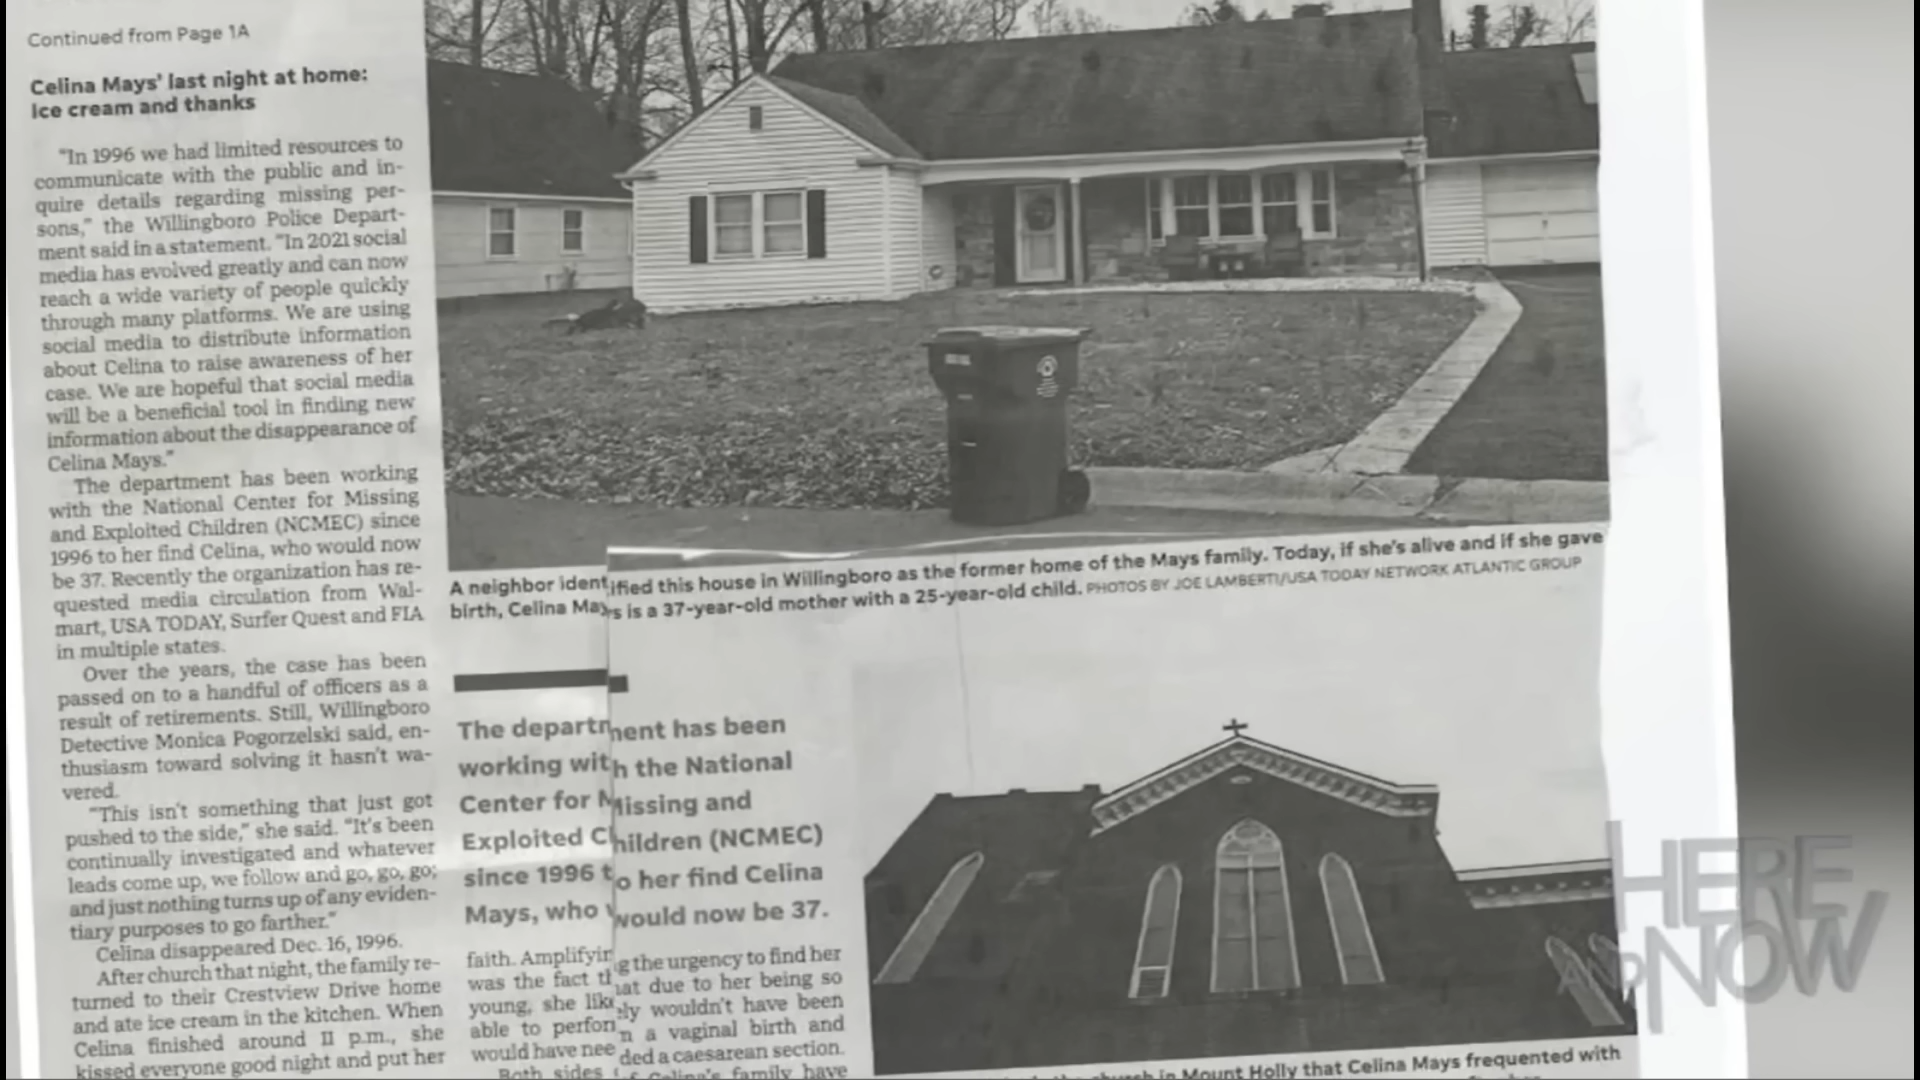 Continued from Page 1A
Celina Mays' last night at home:
Ice cream and thanks
"In 1996 we had limited resources to
communicate with the public and in-
quire details regarding missing per-
sons," the Willingboro Police Depart-
ment said in a statement. "In 2021 social
media has evolved greatly and can now
reach a wide variety of people quickly
through many platforms. We are using
social media to distribute information
about Celina to raise awareness of her
case. We are hopeful that social media
will be a beneficial tool in finding new
information about the disappearance of
Celina Mays."
The department has been working
with the National Center for Missing
and Exploited Children (NCMEC) since
1996 to her find Celina, who would now
be 37. Recently the organization has re-
quested media circulation from Wal-
mart, USA TODAY, Surfer Quest and FIA
in multiple states.
Over the years, the case has been
passed on to a handful of officers as a
result of retirements. Still, Willingboro
Detective Monica Pogorzelski said, en-
thusiasm toward solving it hasn't wa-
vered.
"This isn't something that just got
pushed to the side," she said. "It's been
continually investigated and whatever
leads come up, we follow and go, go, go;
and just nothing turns up of any eviden-
tiary purposes to go farther."
Celina disappeared Dec. 16, 1996.
After church that night, the family re-
turned to their Crestview Drive home
and ate ice cream in the kitchen. When
Celina finished around 11 p.m., she
kissed everyone good night and put her
A neighbor identified this house in Willingboro as the former home of the Mays family. Today, if she's alive and if she gave
birth, Celina Mays is a 37-year-old mother with a 25-year-old child. PHOTOS BY JOE LAMBERTI/USA TODAY NETWORK ATLANTIC GROUP
The department has been
working with the National
Center for Missing and
Exploited Children (NCMEC)
since 1996 to her find Celina
Mays, who would now be 37.
faith. Amplifying the urgency to find her
was the fact that due to her being so
young, she likely wouldn't have been
able to perform a vaginal birth and
would have needed a caesarean section.
Both sides of Celina's family have
church in Mount Holly that Celina Mays frequented with
HERE
AND NOW